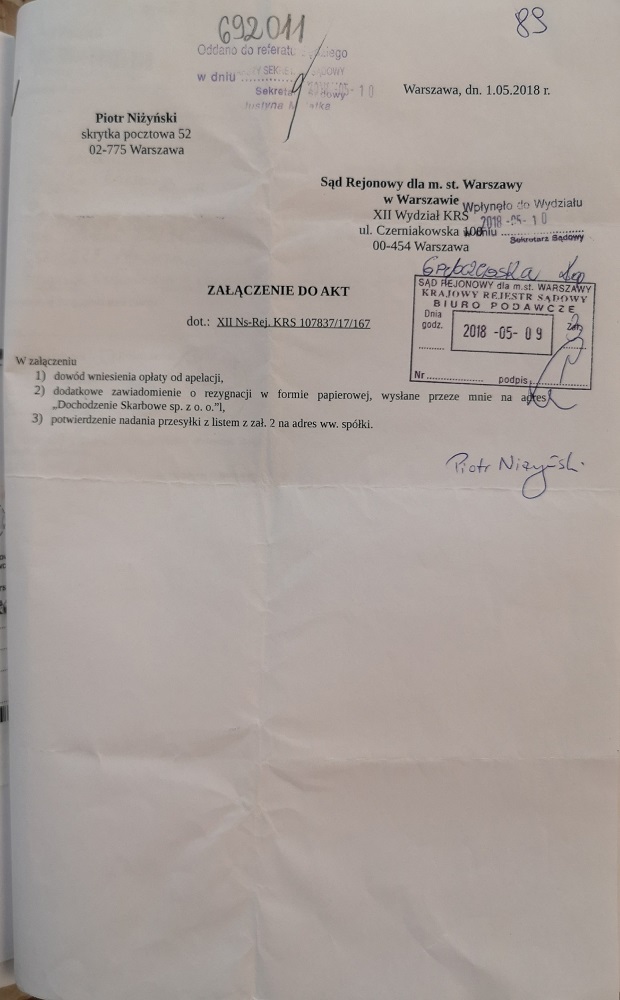 692011
89
Oddano do referatu
w dniu
Warszawa, dn. 1.05.2018 r.
Piotr Niżyński
skrytka pocztowa 52
02-775 Warszawa
Sąd Rejonowy dla m. st. Warszawy
w Warszawie
XII Wydział KRS
ul. Czerniakowska 100
00-454 Warszawa
Wpłynęło do Wydziału
2018 -05- 10
dniu
Sekretarz Sądowy
ZAŁĄCZENIE DO AKT
dot.: XII Ns-Rej. KRS 107837/17/167
SĄD REJONOWY dla m.st. WARSZAWY
KRAJOWY REJESTR SĄDOWY
BIURO PODAWCZE
Dnia
godz.
2018 -05- 09
Nr
podpis
W załączeniu
1) dowód wniesienia opłaty od apelacji,
2) dodatkowe zawiadomienie o rezygnacji w formie papierowej, wysłane przeze mnie na adres
„Dochodzenie Skarbowe sp. z o. o.”l,
3) potwierdzenie nadania przesyłki z listem z zał. 2 na adres ww. spółki.
Piotr Niżyński